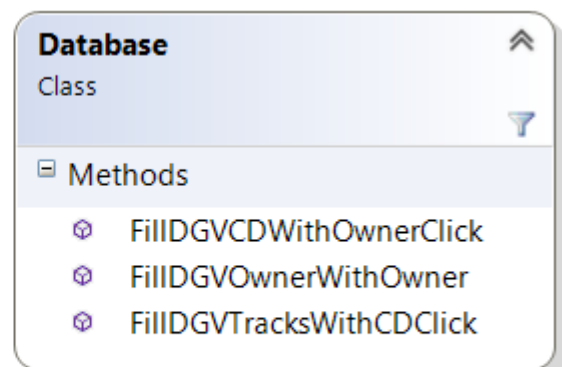 Database
Class
Methods
FillDGVCDWithOwnerClick
FillDGVOwnerWithOwner
FillDGVTracksWithCDClick